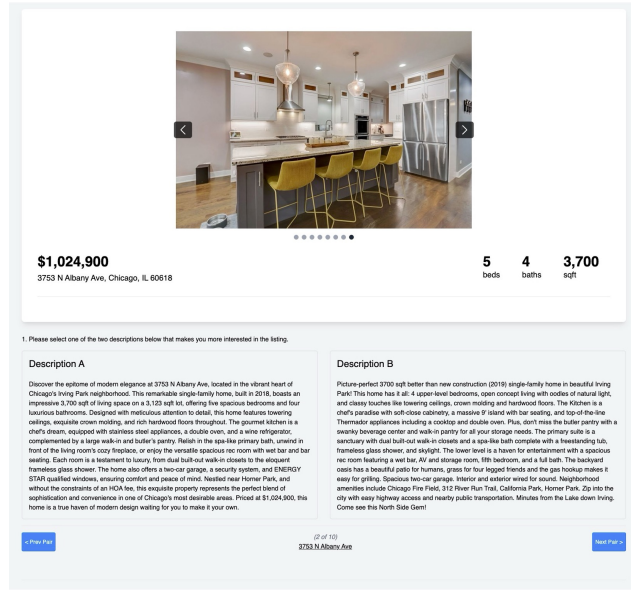 $1,024,900
3753 N Albany Ave, Chicago, IL 60618
5
beds
4
baths
3,700
sqft
1. Please select one of the two descriptions below that makes you more interested in the listing.
Description A
Discover the epitome of modern elegance at 3753 N Albany Ave, located in the vibrant heart of
Chicago's Irving Park neighborhood. This remarkable single-family home, built in 2018, boasts an
impressive 3,700 sqft of living space on a 3,123 sqft lot, offering five spacious bedrooms and four
luxurious bathrooms. Designed with meticulous attention to detail, this home features towering
ceilings, exquisite crown molding, and rich hardwood floors throughout. The gourmet kitchen is a
chef's dream, equipped with stainless steel appliances, a double oven, and a wine refrigerator,
complemented by a large walk-in and butler's pantry. Relish in the spa-like primary bath, unwind in
front of the living room's cozy fireplace, or enjoy the versatile spacious rec room with wet bar and bar
seating. Each room is a testament to luxury, from dual built-out walk-in closets to the eloquent
frameless glass shower. The home also offers a two-car garage, a security system, and ENERGY
STAR qualified windows, ensuring comfort and peace of mind. Nestled near Horner Park, and
without the constraints of an HOA fee, this exquisite property represents the perfect blend of
sophistication and convenience in one of Chicago's most desirable areas. Priced at $1,024,900, this
home is a true haven of modern design waiting for you to make it your own.
Description B
Picture-perfect 3700 sqft better than new construction (2019) single-family home in beautiful Irving
Park! This home has it all: 4 upper-level bedrooms, open concept living with oodles of natural light,
and classy touches like towering ceilings, crown molding and hardwood floors. The Kitchen is a
chef's paradise with soft-close cabinetry, a massive 9' island with bar seating, and top-of-the-line
Thermador appliances including a cooktop and double oven. Plus, don't miss the butler pantry with a
swanky beverage center and walk-in pantry for all your storage needs. The primary suite is a
sanctuary with dual built-out walk-in closets and a spa-like bath complete with a freestanding tub,
frameless glass shower, and skylight. The lower level is a haven for entertainment with a spacious
rec room featuring a wet bar, AV and storage room, fifth bedroom, and a full bath. The backyard
oasis has a beautiful patio for humans, grass for four legged friends and the gas hookup makes it
easy for grilling. Spacious two-car garage. Interior and exterior wired for sound. Neighborhood
amenities include Chicago Fire Field, 312 River Run Trail, California Park, Horner Park. Zip into the
city with easy highway access and nearby public transportation. Minutes from the Lake down Irving.
Come see this North Side Gem!
< Prev Pair
(2 of 10)
3753 N Albany Ave
Next Pair >